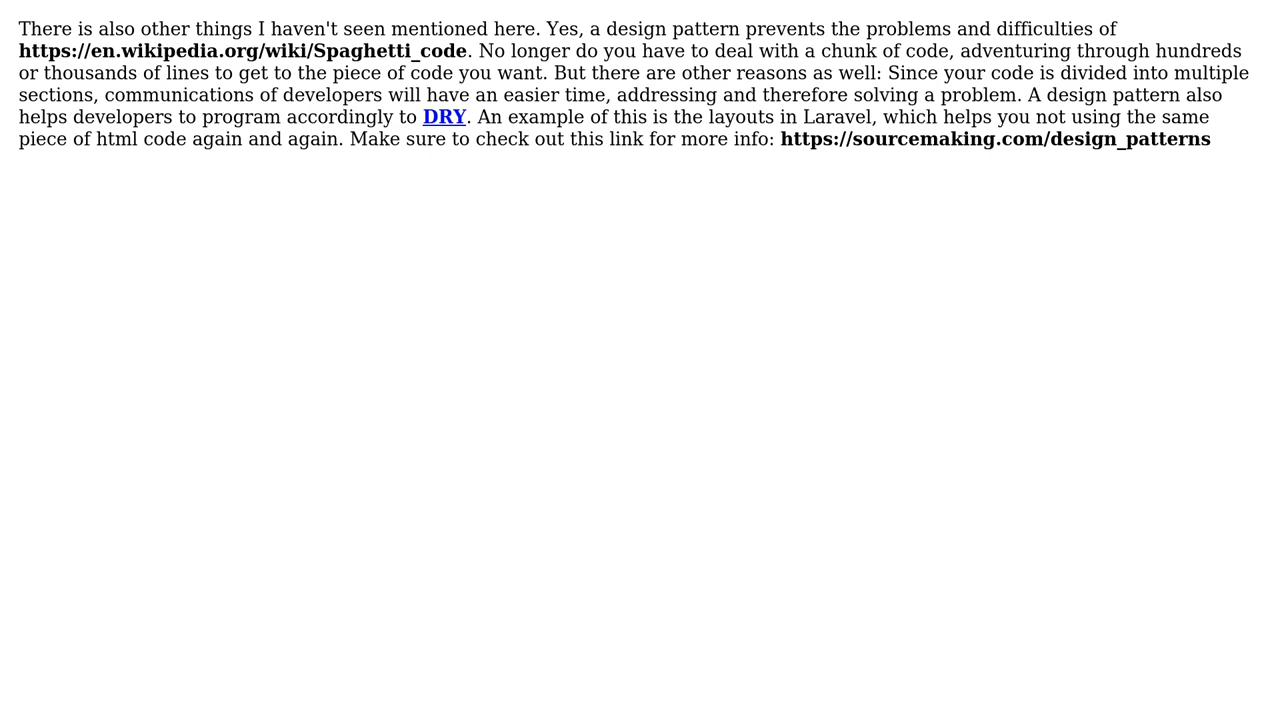 There is also other things I haven't seen mentioned here. Yes, a design pattern prevents the problems and difficulties of
https://en.wikipedia.org/wiki/Spaghetti_code. No longer do you have to deal with a chunk of code, adventuring through hundreds
or thousands of lines to get to the piece of code you want. But there are other reasons as well: Since your code is divided into multiple
sections, communications of developers will have an easier time, addressing and therefore solving a problem. A design pattern also
helps developers to program accordingly to DRY. An example of this is the layouts in Laravel, which helps you not using the same
piece of html code again and again. Make sure to check out this link for more info: https://sourcemaking.com/design_patterns